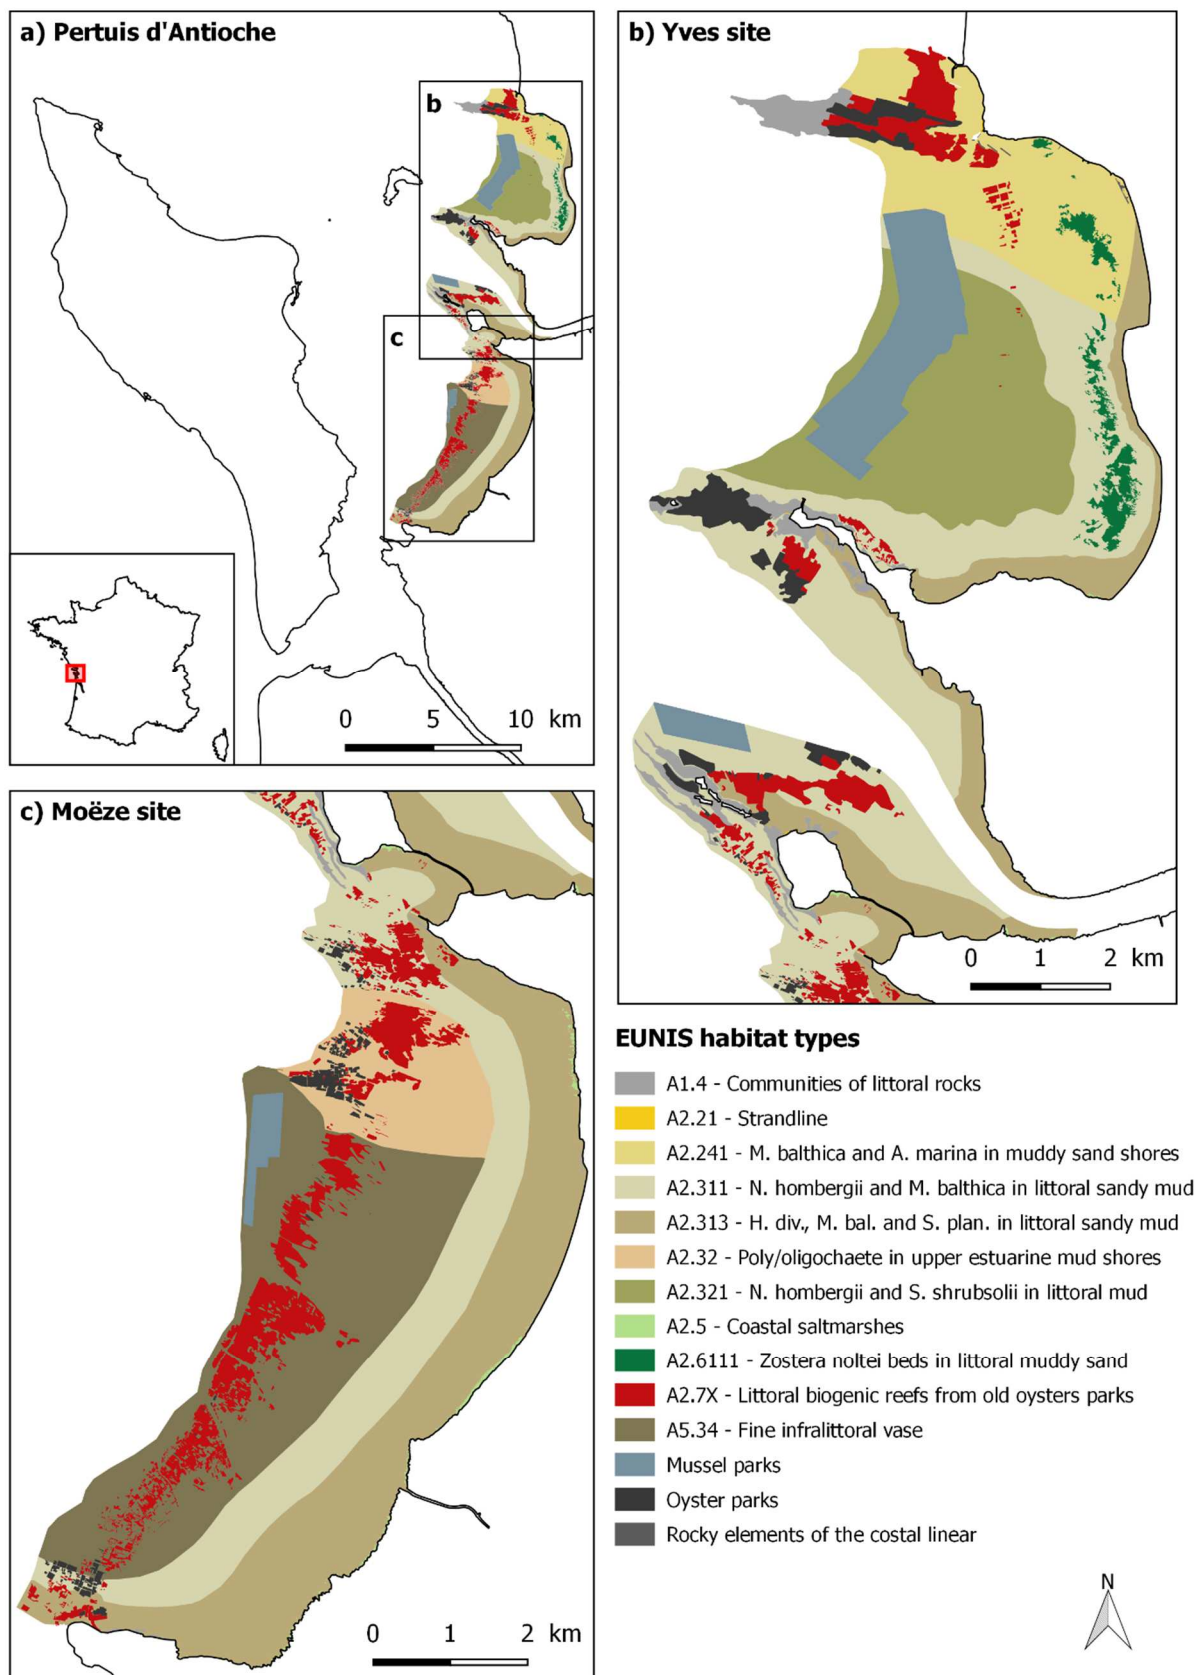 a) Pertuis d'Antioche
b
c
0 5 10 km
b) Yves site
0 1 2 km
c) Moëze site
0 1 2 km
EUNIS habitat types
A1.4 - Communities of littoral rocks
A2.21 - Strandline
A2.241 - M. balthica and A. marina in muddy sand shores
A2.311 - N. hombergii and M. balthica in littoral sandy mud
A2.313 - H. div., M. bal. and S. plan. in littoral sandy mud
A2.32 - Poly/oligochaete in upper estuarine mud shores
A2.321 - N. hombergii and S. shrubsolii in littoral mud
A2.5 - Coastal saltmarshes
A2.6111 - Zostera noltei beds in littoral muddy sand
A2.7X - Littoral biogenic reefs from old oysters parks
A5.34 - Fine infralittoral vase
Mussel parks
Oyster parks
Rocky elements of the costal linear
N